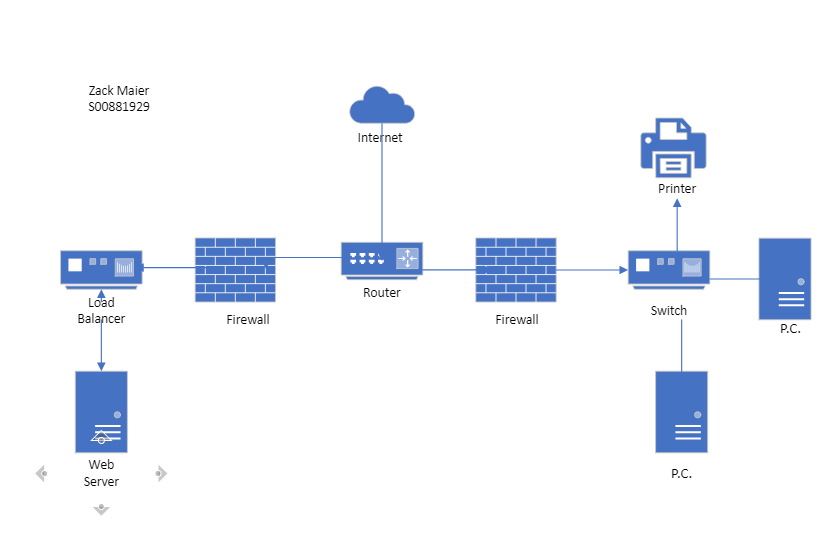 Zack Maier
S00881929
Internet
Printer
Router
Load
Balancer
Firewall
Firewall
Switch
P.C.
Web
Server
P.C.